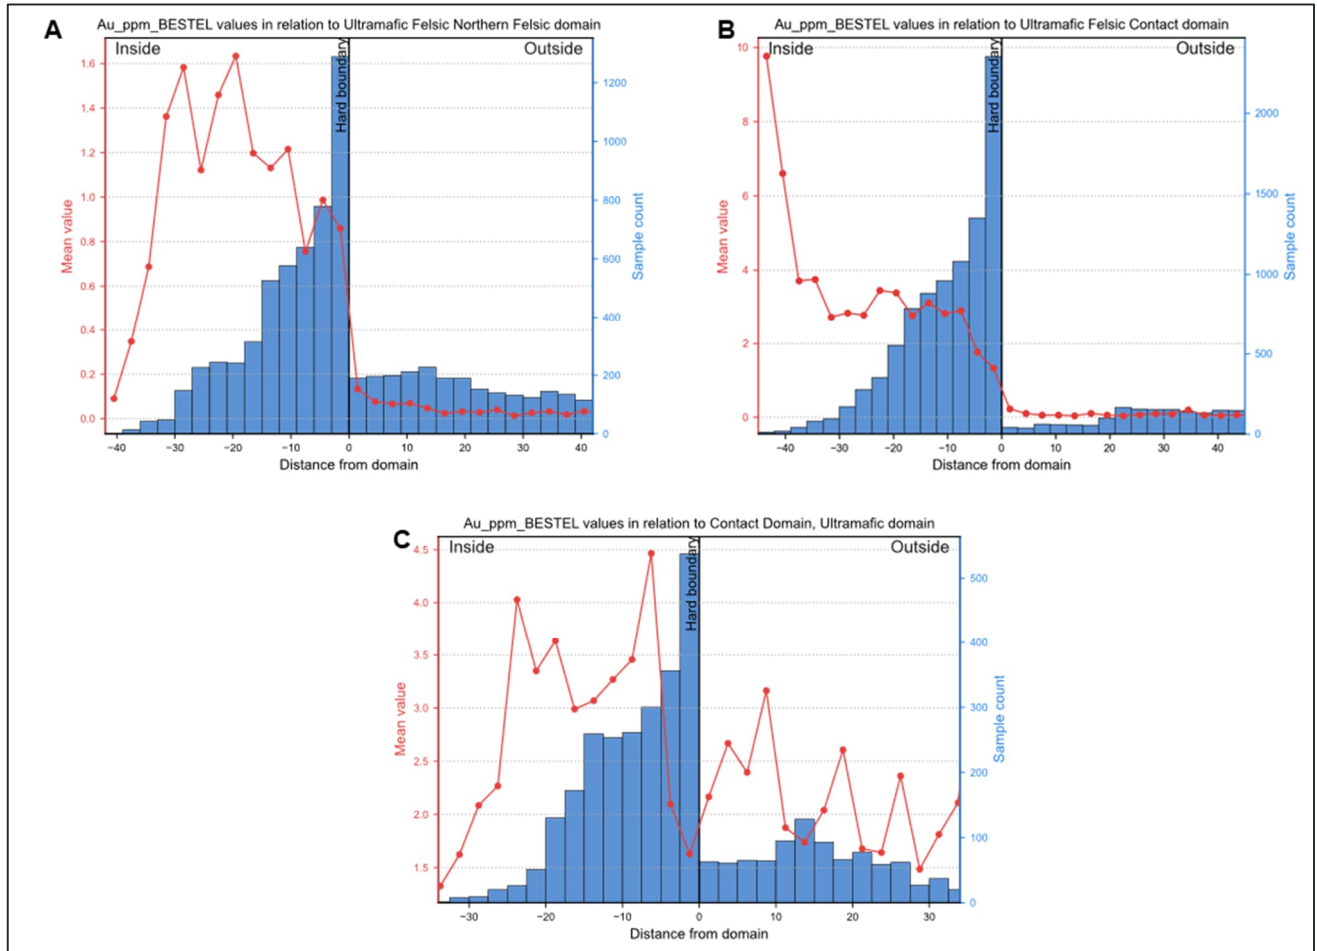 A
Au_ppm_BESTEL values in relation to Ultramafic Felsic Northern Felsic domain
Inside
Hard boundary
Outside
Mean value
1.6
1.4
1.2
1.0
0.8
0.6
0.4
0.2
0.0
Sample count
1200
1000
800
600
400
200
0
−40 −30 −20 −10 0 10 20 30 40
Distance from domain
B
Au_ppm_BESTEL values in relation to Ultramafic Felsic Contact domain
Inside
Hard boundary
Outside
Mean value
10
8
6
4
2
0
Sample count
2000
1500
1000
500
0
−40 −30 −20 −10 0 10 20 30 40
Distance from domain
C
Au_ppm_BESTEL values in relation to Contact Domain, Ultramafic domain
Inside
Hard boundary
Outside
Mean value
4.5
4.0
3.5
3.0
2.5
2.0
1.5
Sample count
500
400
300
200
100
0
−30 −20 −10 0 10 20 30
Distance from domain